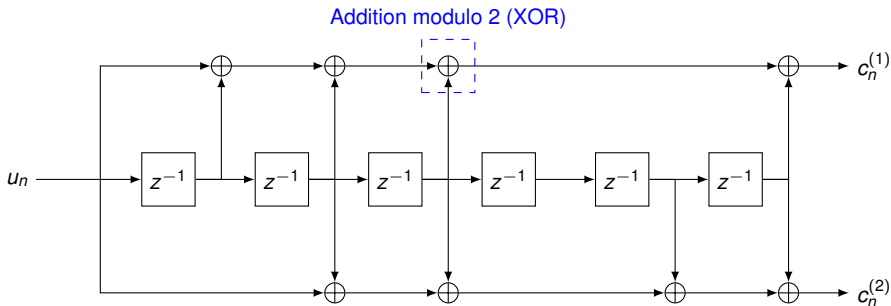 Addition modulo 2 (XOR)
c_n^{(1)}
u_n
z^{-1} z^{-1} z^{-1} z^{-1} z^{-1} z^{-1}
c_n^{(2)}